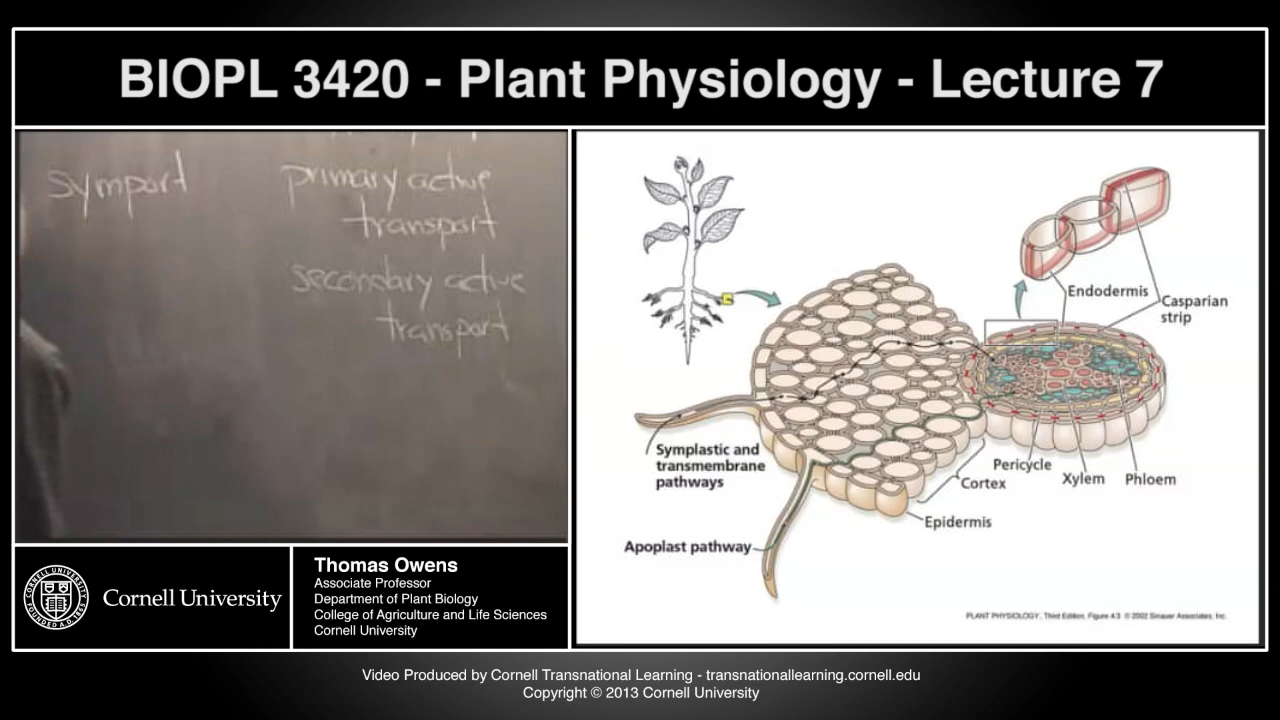 BIOPL 3420 - Plant Physiology - Lecture 7
symport
primary active
transport
secondary active
transport
Endodermis
Casparian
strip
Symplastic and
transmembrane
pathways
Pericycle
Xylem
Phloem
Cortex
Epidermis
Apoplast pathway
PLANT PHYSIOLOGY, Third Edition, Figure 4.3 © 2002 Sinauer Associates, Inc.
Cornell University
Thomas Owens
Associate Professor
Department of Plant Biology
College of Agriculture and Life Sciences
Cornell University
Video Produced by Cornell Transnational Learning - transnationallearning.cornell.edu
Copyright © 2013 Cornell University